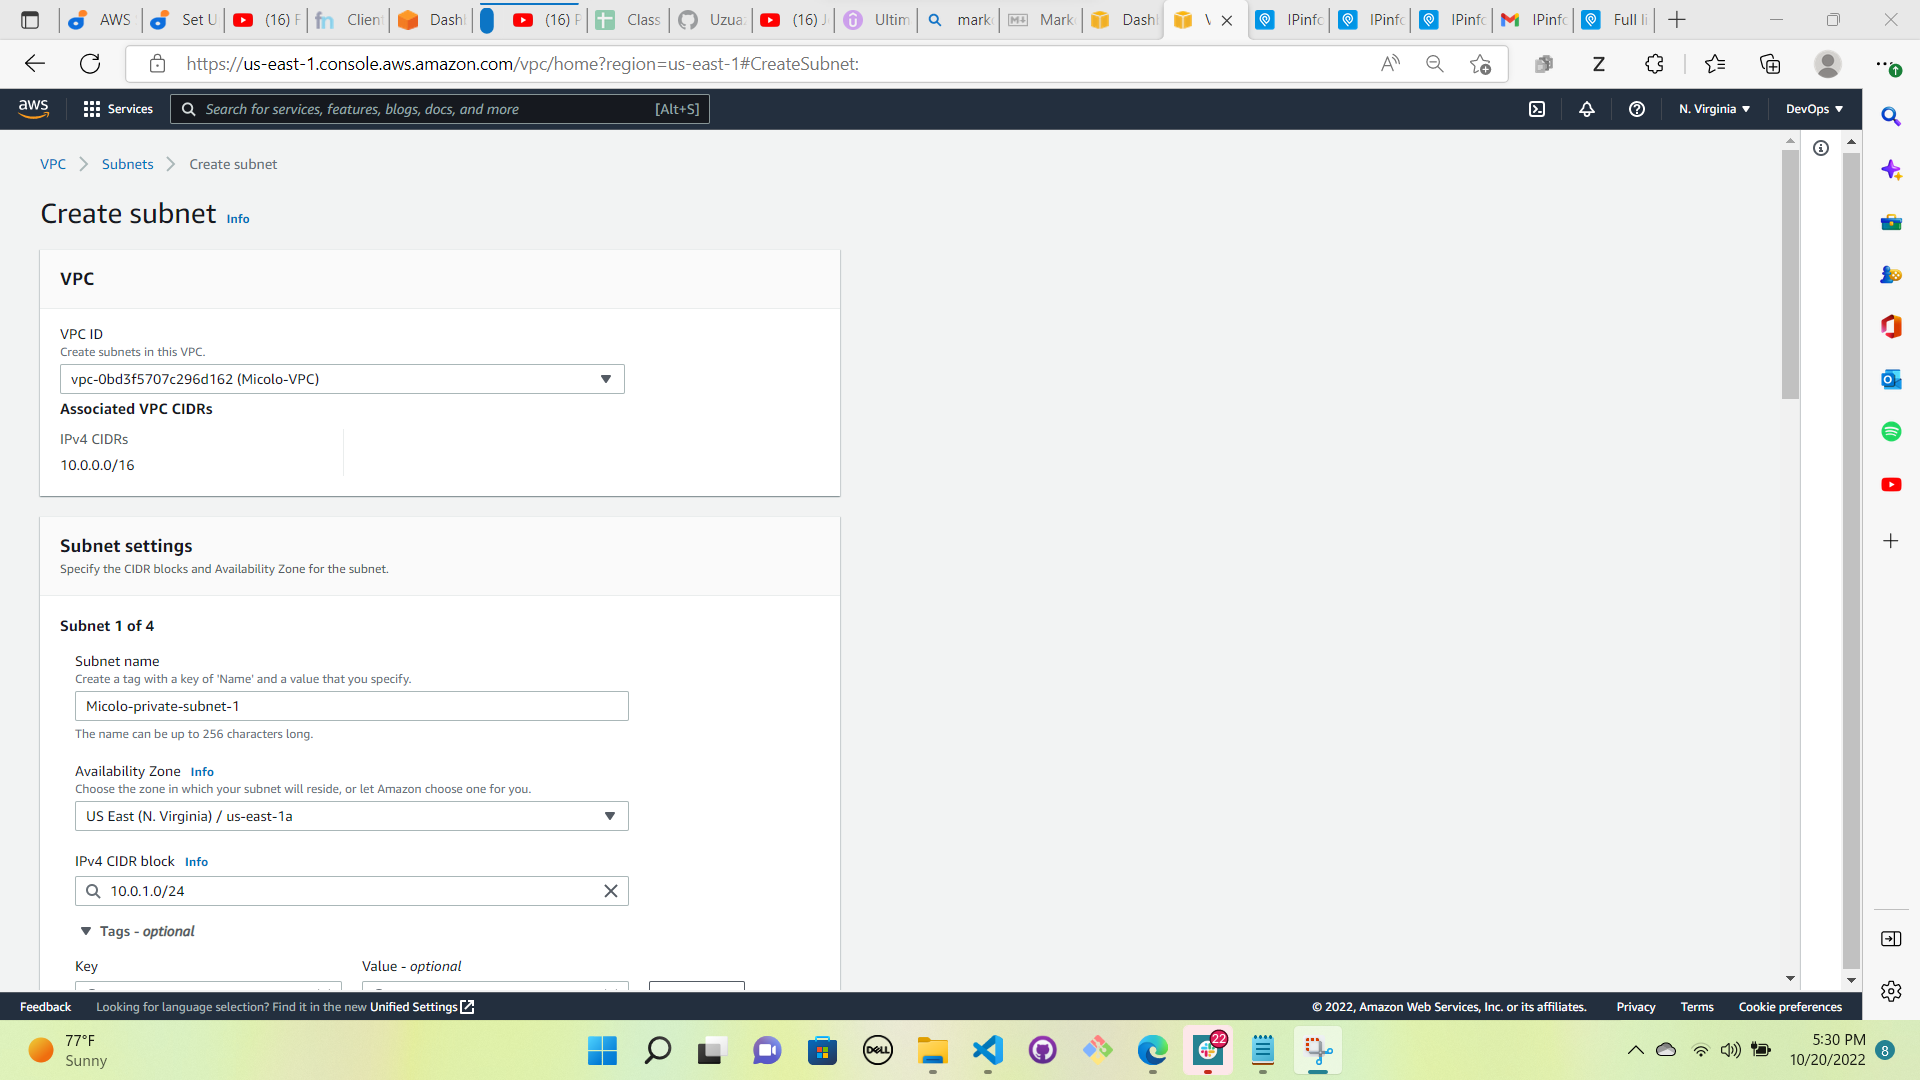 AWS
Set U
(16) F
Client
Dashb
(16) P
Class
Uzua
(16) J
Ultim
mark
Mark
Dashb
V
IPinfo
IPinfo
IPinfo
IPinfo
Full li
https://us-east-1.console.aws.amazon.com/vpc/home?region=us-east-1#CreateSubnet:
aws
Services
Search for services, features, blogs, docs, and more
[Alt+S]
N. Virginia
DevOps
VPC
Subnets
Create subnet
Create subnet Info
VPC
VPC ID
Create subnets in this VPC.
vpc-0bd3f5707c296d162 (Micolo-VPC)
Associated VPC CIDRs
IPv4 CIDRs
10.0.0.0/16
Subnet settings
Specify the CIDR blocks and Availability Zone for the subnet.
Subnet 1 of 4
Subnet name
Create a tag with a key of 'Name' and a value that you specify.
Micolo-private-subnet-1
The name can be up to 256 characters long.
Availability Zone Info
Choose the zone in which your subnet will reside, or let Amazon choose one for you.
US East (N. Virginia) / us-east-1a
IPv4 CIDR block Info
10.0.1.0/24
Tags - optional
Key
Value - optional
Feedback
Looking for language selection? Find it in the new Unified Settings
© 2022, Amazon Web Services, Inc. or its affiliates.
Privacy
Terms
Cookie preferences
77°F
Sunny
DELL
22
5:30 PM
10/20/2022
8